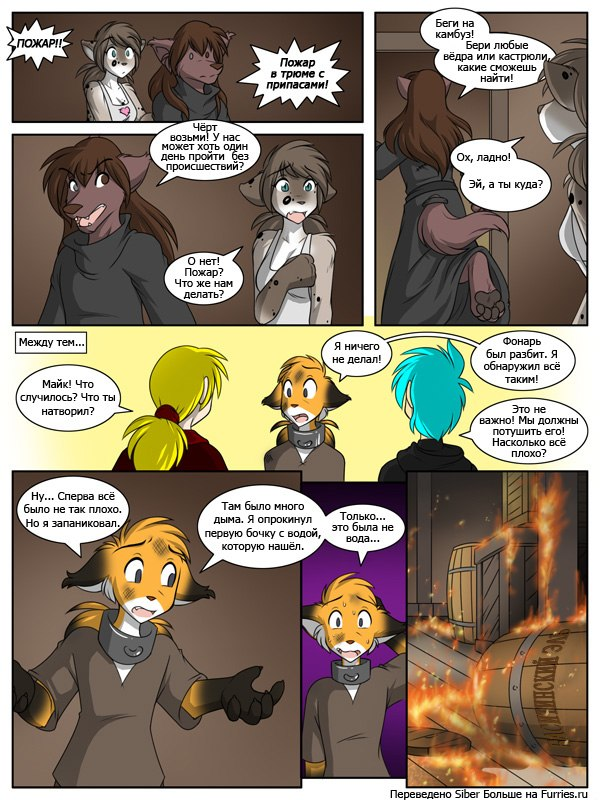 ПОЖАР!!
Пожар
в трюме с
припасами!
Беги на
камбуз!
Бери любые
вёдра или кастрюли,
какие сможешь
найти!
Ох, ладно!
Эй, а ты куда?
Чёрт
возьми! У нас
может хоть один
день пройти без
происшествий?
О нет!
Пожар?
Что же нам
делать?
Между тем...
Майк! Что
случилось? Что ты
натворил?
Я ничего
не делал!
Фонарь
был разбит. Я
обнаружил всё
таким!
Это не
важно! Мы должны
потушить его!
Насколько всё
плохо?
Ну... Сперва всё
было не так плохо.
Но я запаниковал.
Там было много
дыма. Я опрокинул
первую бочку с водой,
которую нашёл.
Только...
это была не
вода...
Переведено Siber Больше на Furries.ru